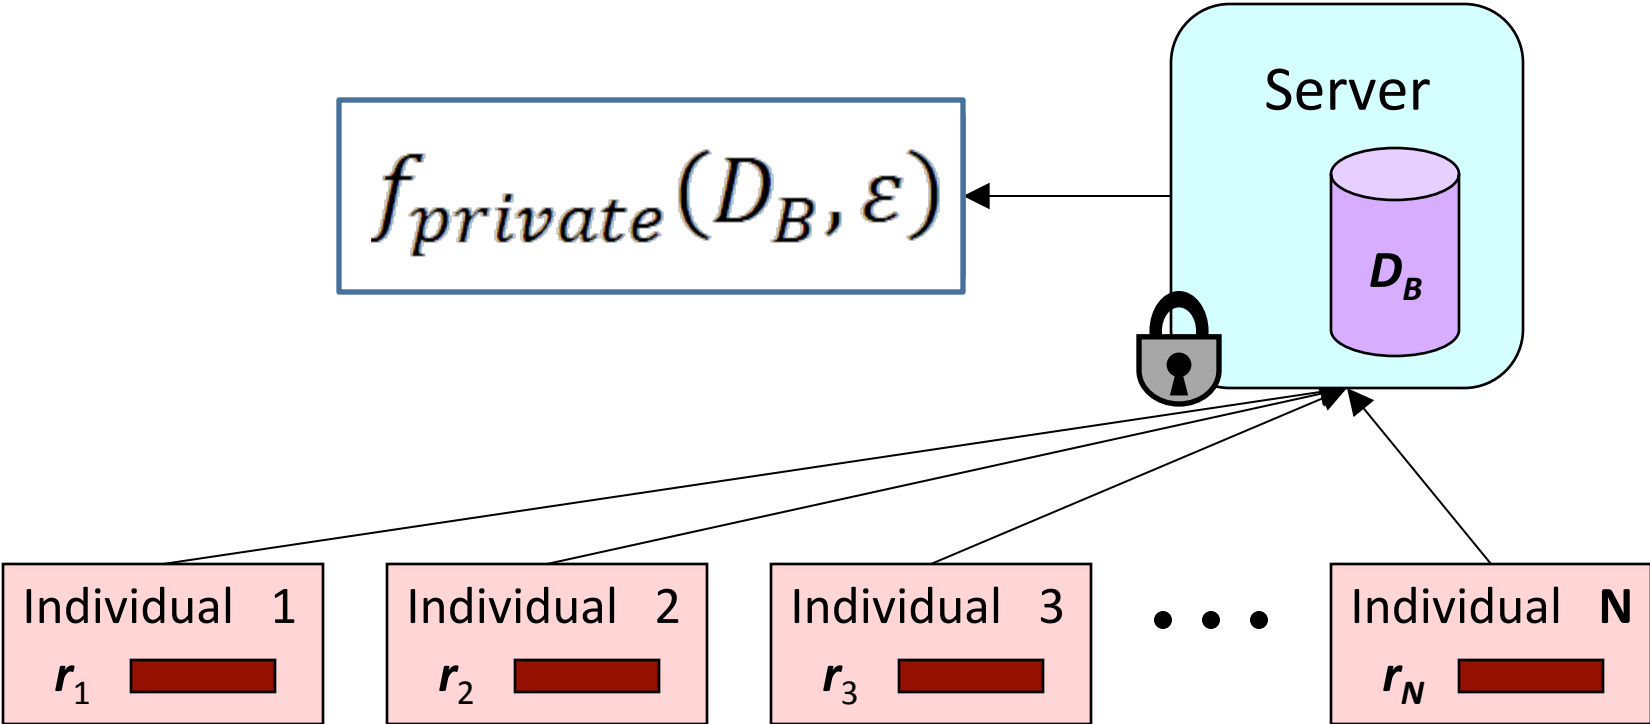 Server
f_private(D_B, ε)
D_B
Individual 1
r_1
Individual 2
r_2
Individual 3
r_3
• • •
Individual N
r_N